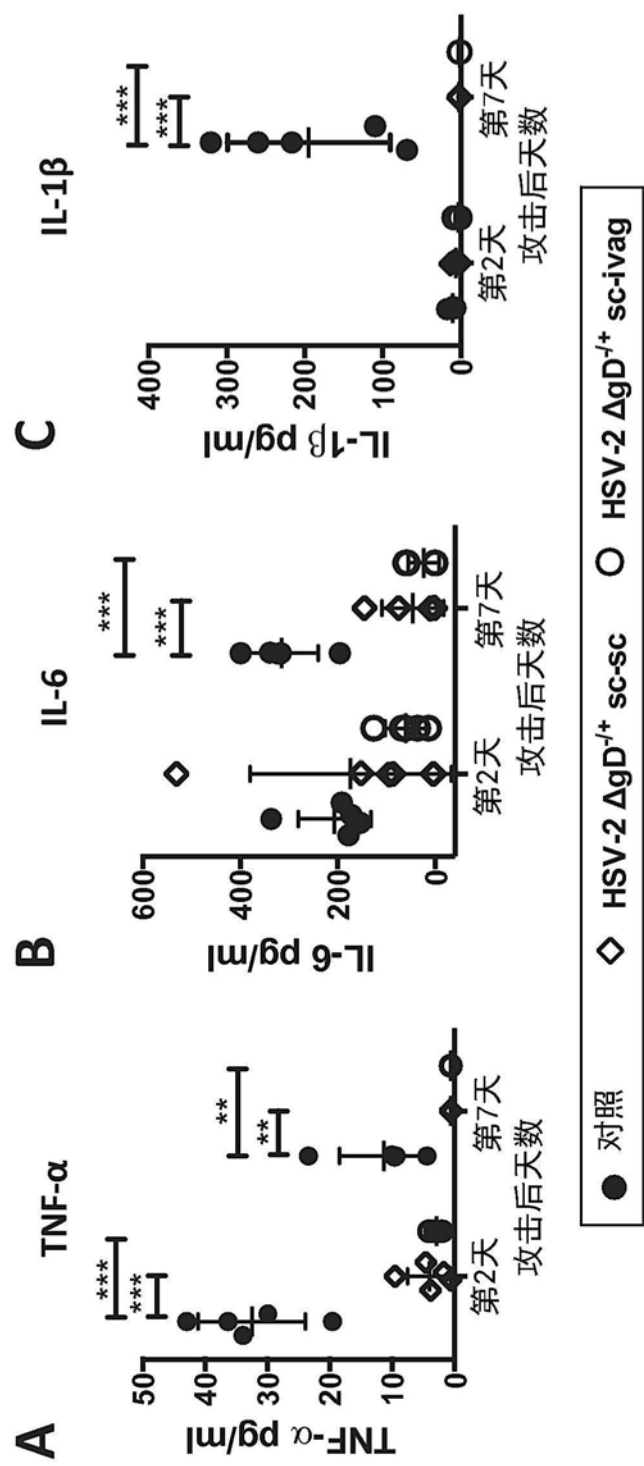 A
TNF-α
TNF-α pg/ml
50
40
30
20
10
0
***
***
**
**
第2天
第7天
攻击后天数
B
IL-6
IL-6 pg/ml
600
400
200
0
***
***
第2天
第7天
攻击后天数
C
IL-1β
IL-1β pg/ml
400
300
200
100
0
***
***
第2天
第7天
攻击后天数
对照 HSV-2 ΔgD-/+ sc-sc HSV-2 ΔgD-/+ sc-ivag